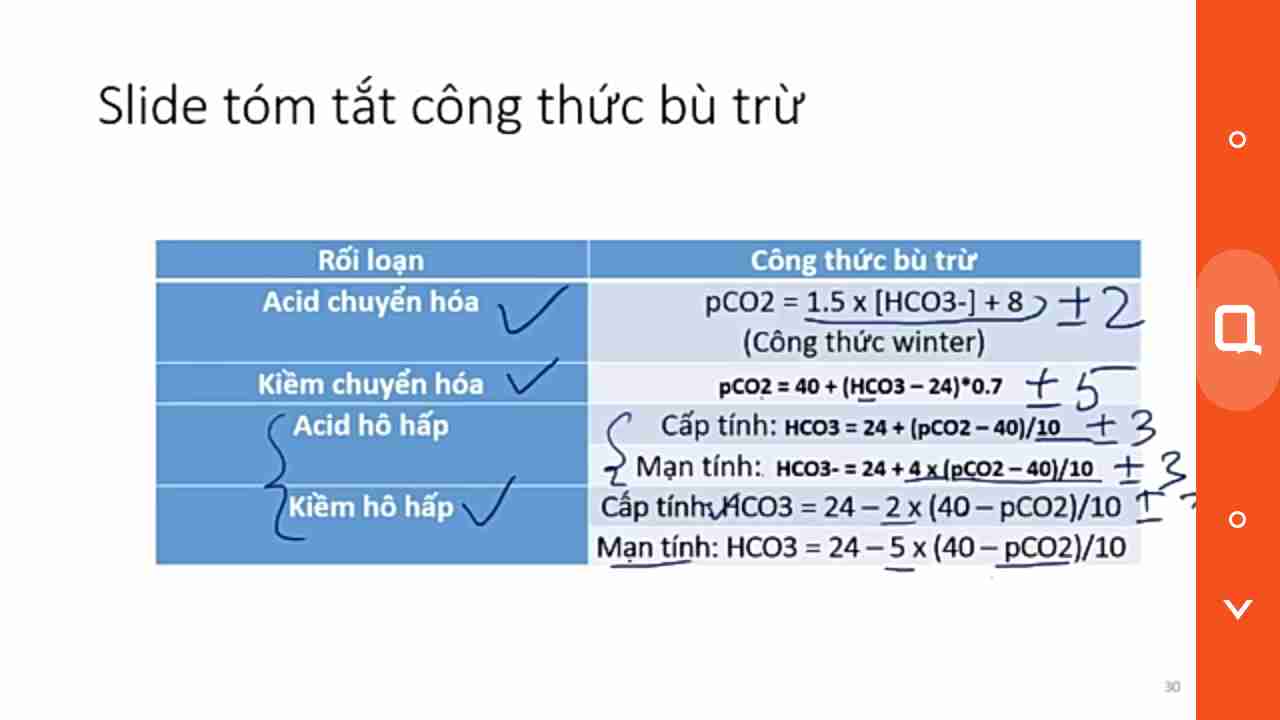 Slide tóm tắt công thức bù trừ
Rối loạn
Công thức bù trừ
Acid chuyển hóa
pCO2 = 1.5 x [HCO3-] + 8 ± 2
(Công thức winter)
Kiềm chuyển hóa
pCO2 = 40 + (HCO3 – 24)*0.7 ± 5
Acid hô hấp
Cấp tính: HCO3 = 24 + (pCO2 – 40)/10 ± 3
Mạn tính: HCO3- = 24 + 4 x (pCO2 – 40)/10 ± 3
Kiềm hô hấp
Cấp tính: HCO3 = 24 – 2 x (40 – pCO2)/10 ±
Mạn tính: HCO3 = 24 – 5 x (40 – pCO2)/10
30